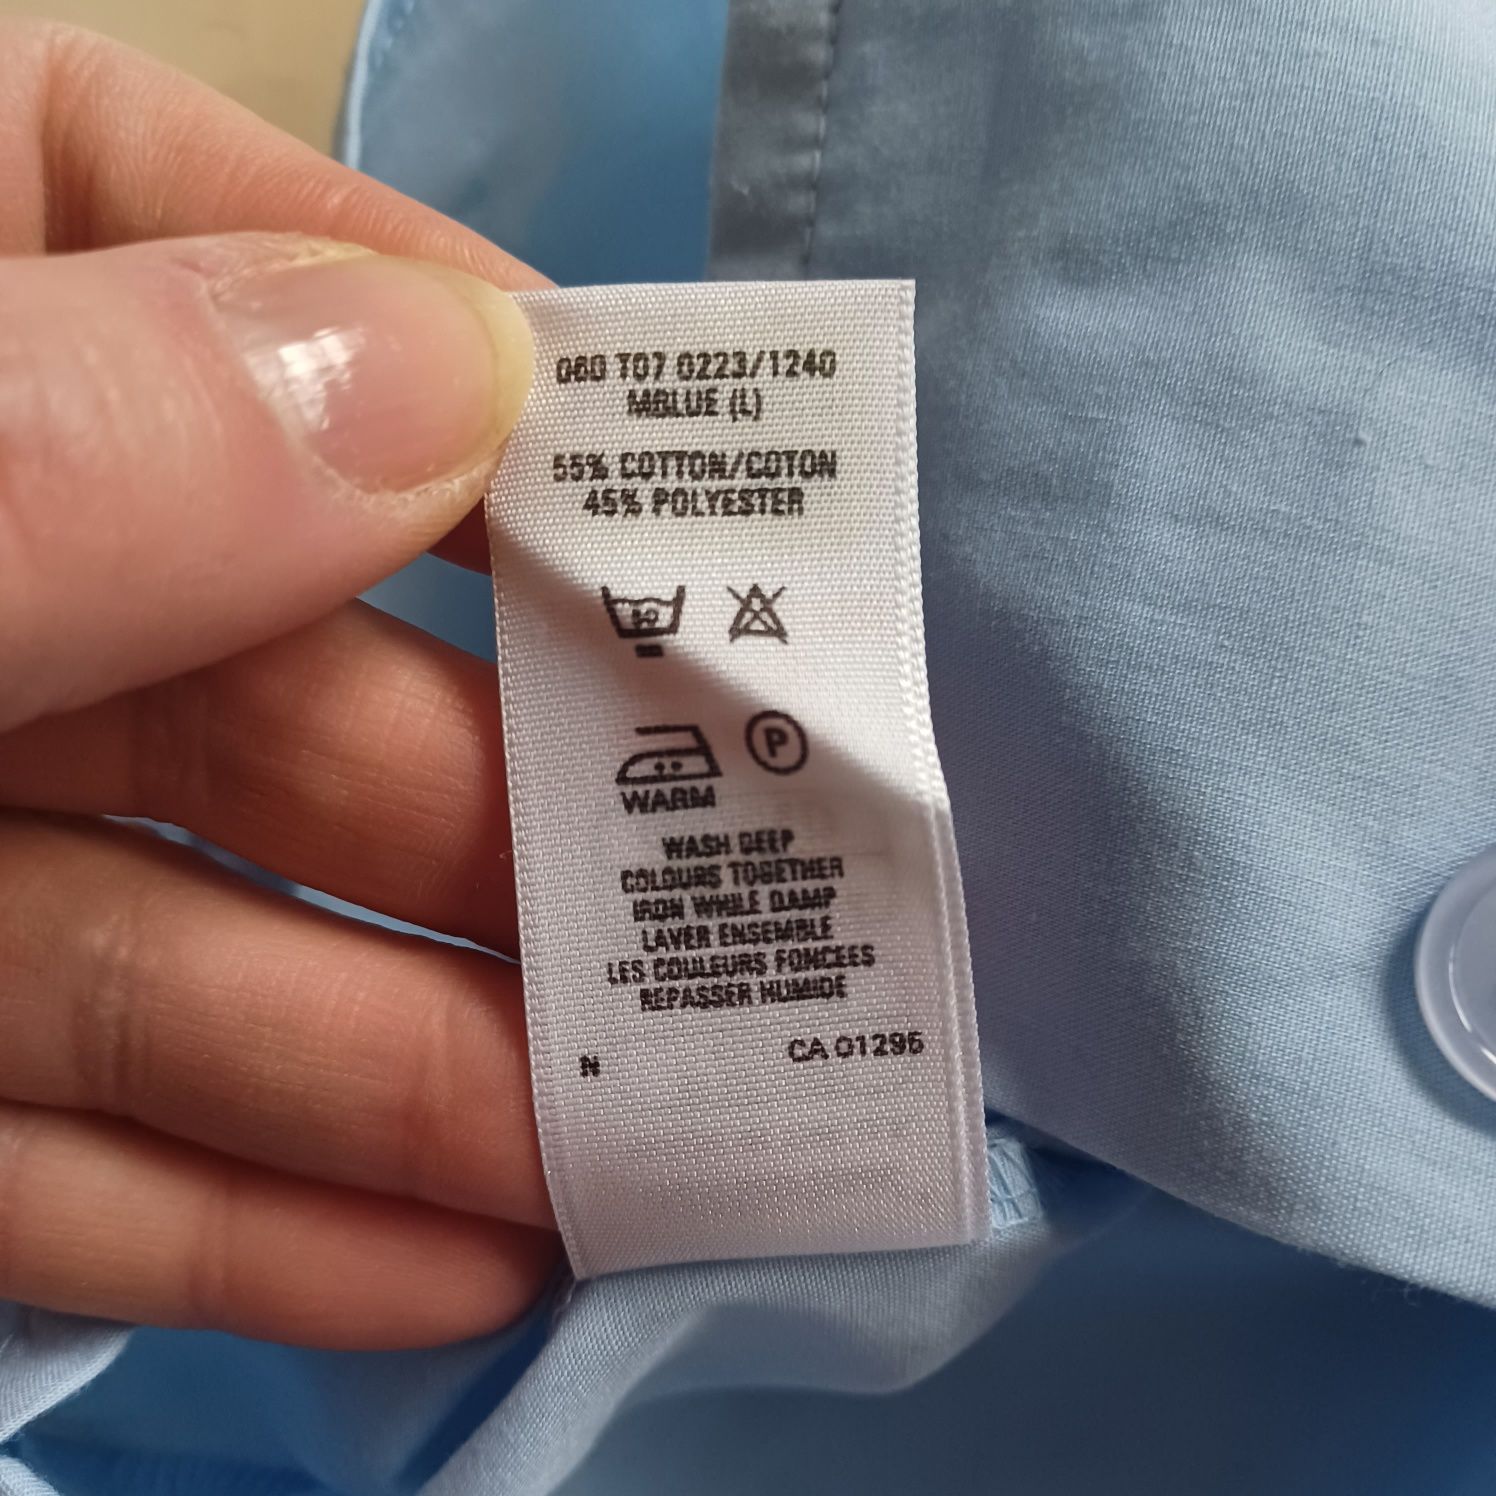 060 T07 0223/1240
MBLUE (L)
55% COTTON/COTON
45% POLYESTER
P
WARM
WASH DEEP
COLOURS TOGETHER
IRON WHILE DAMP
LAVER ENSEMBLE
LES COULEURS FONCEES
REPASSER HUMIDE
N CA 01296